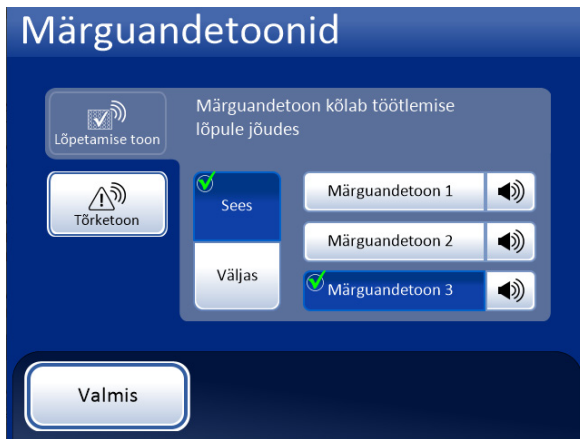 Märguandetoonid
Lõpetamise toon
Märguandetoon kõlab töötlemise
lõpule jõudes
Tõrketoon
Sees
Väljas
Märguandetoon 1
Märguandetoon 2
Märguandetoon 3
Valmis